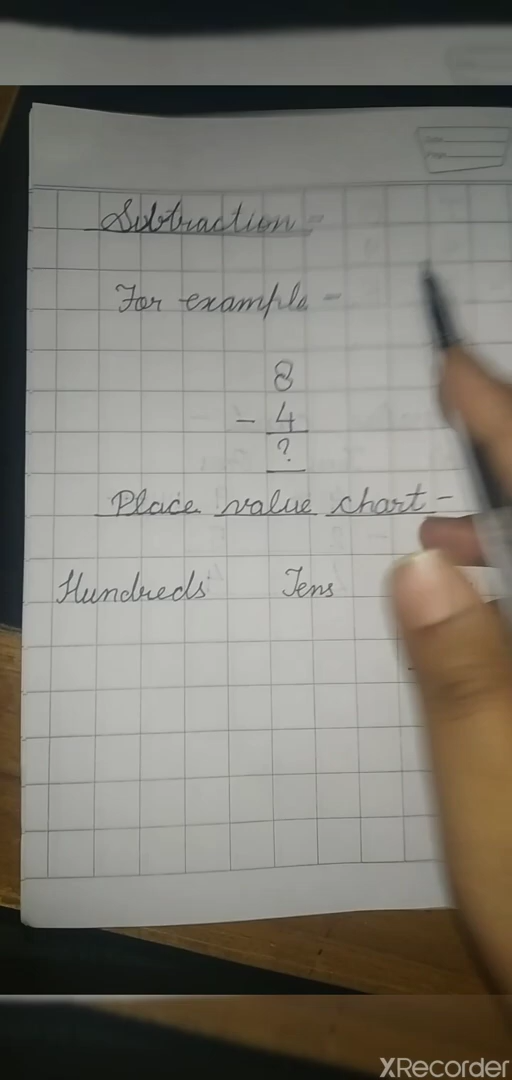 Subtraction -
For example -
8
- 4
?
Place value chart -
Hundreds Tens
XRecorder